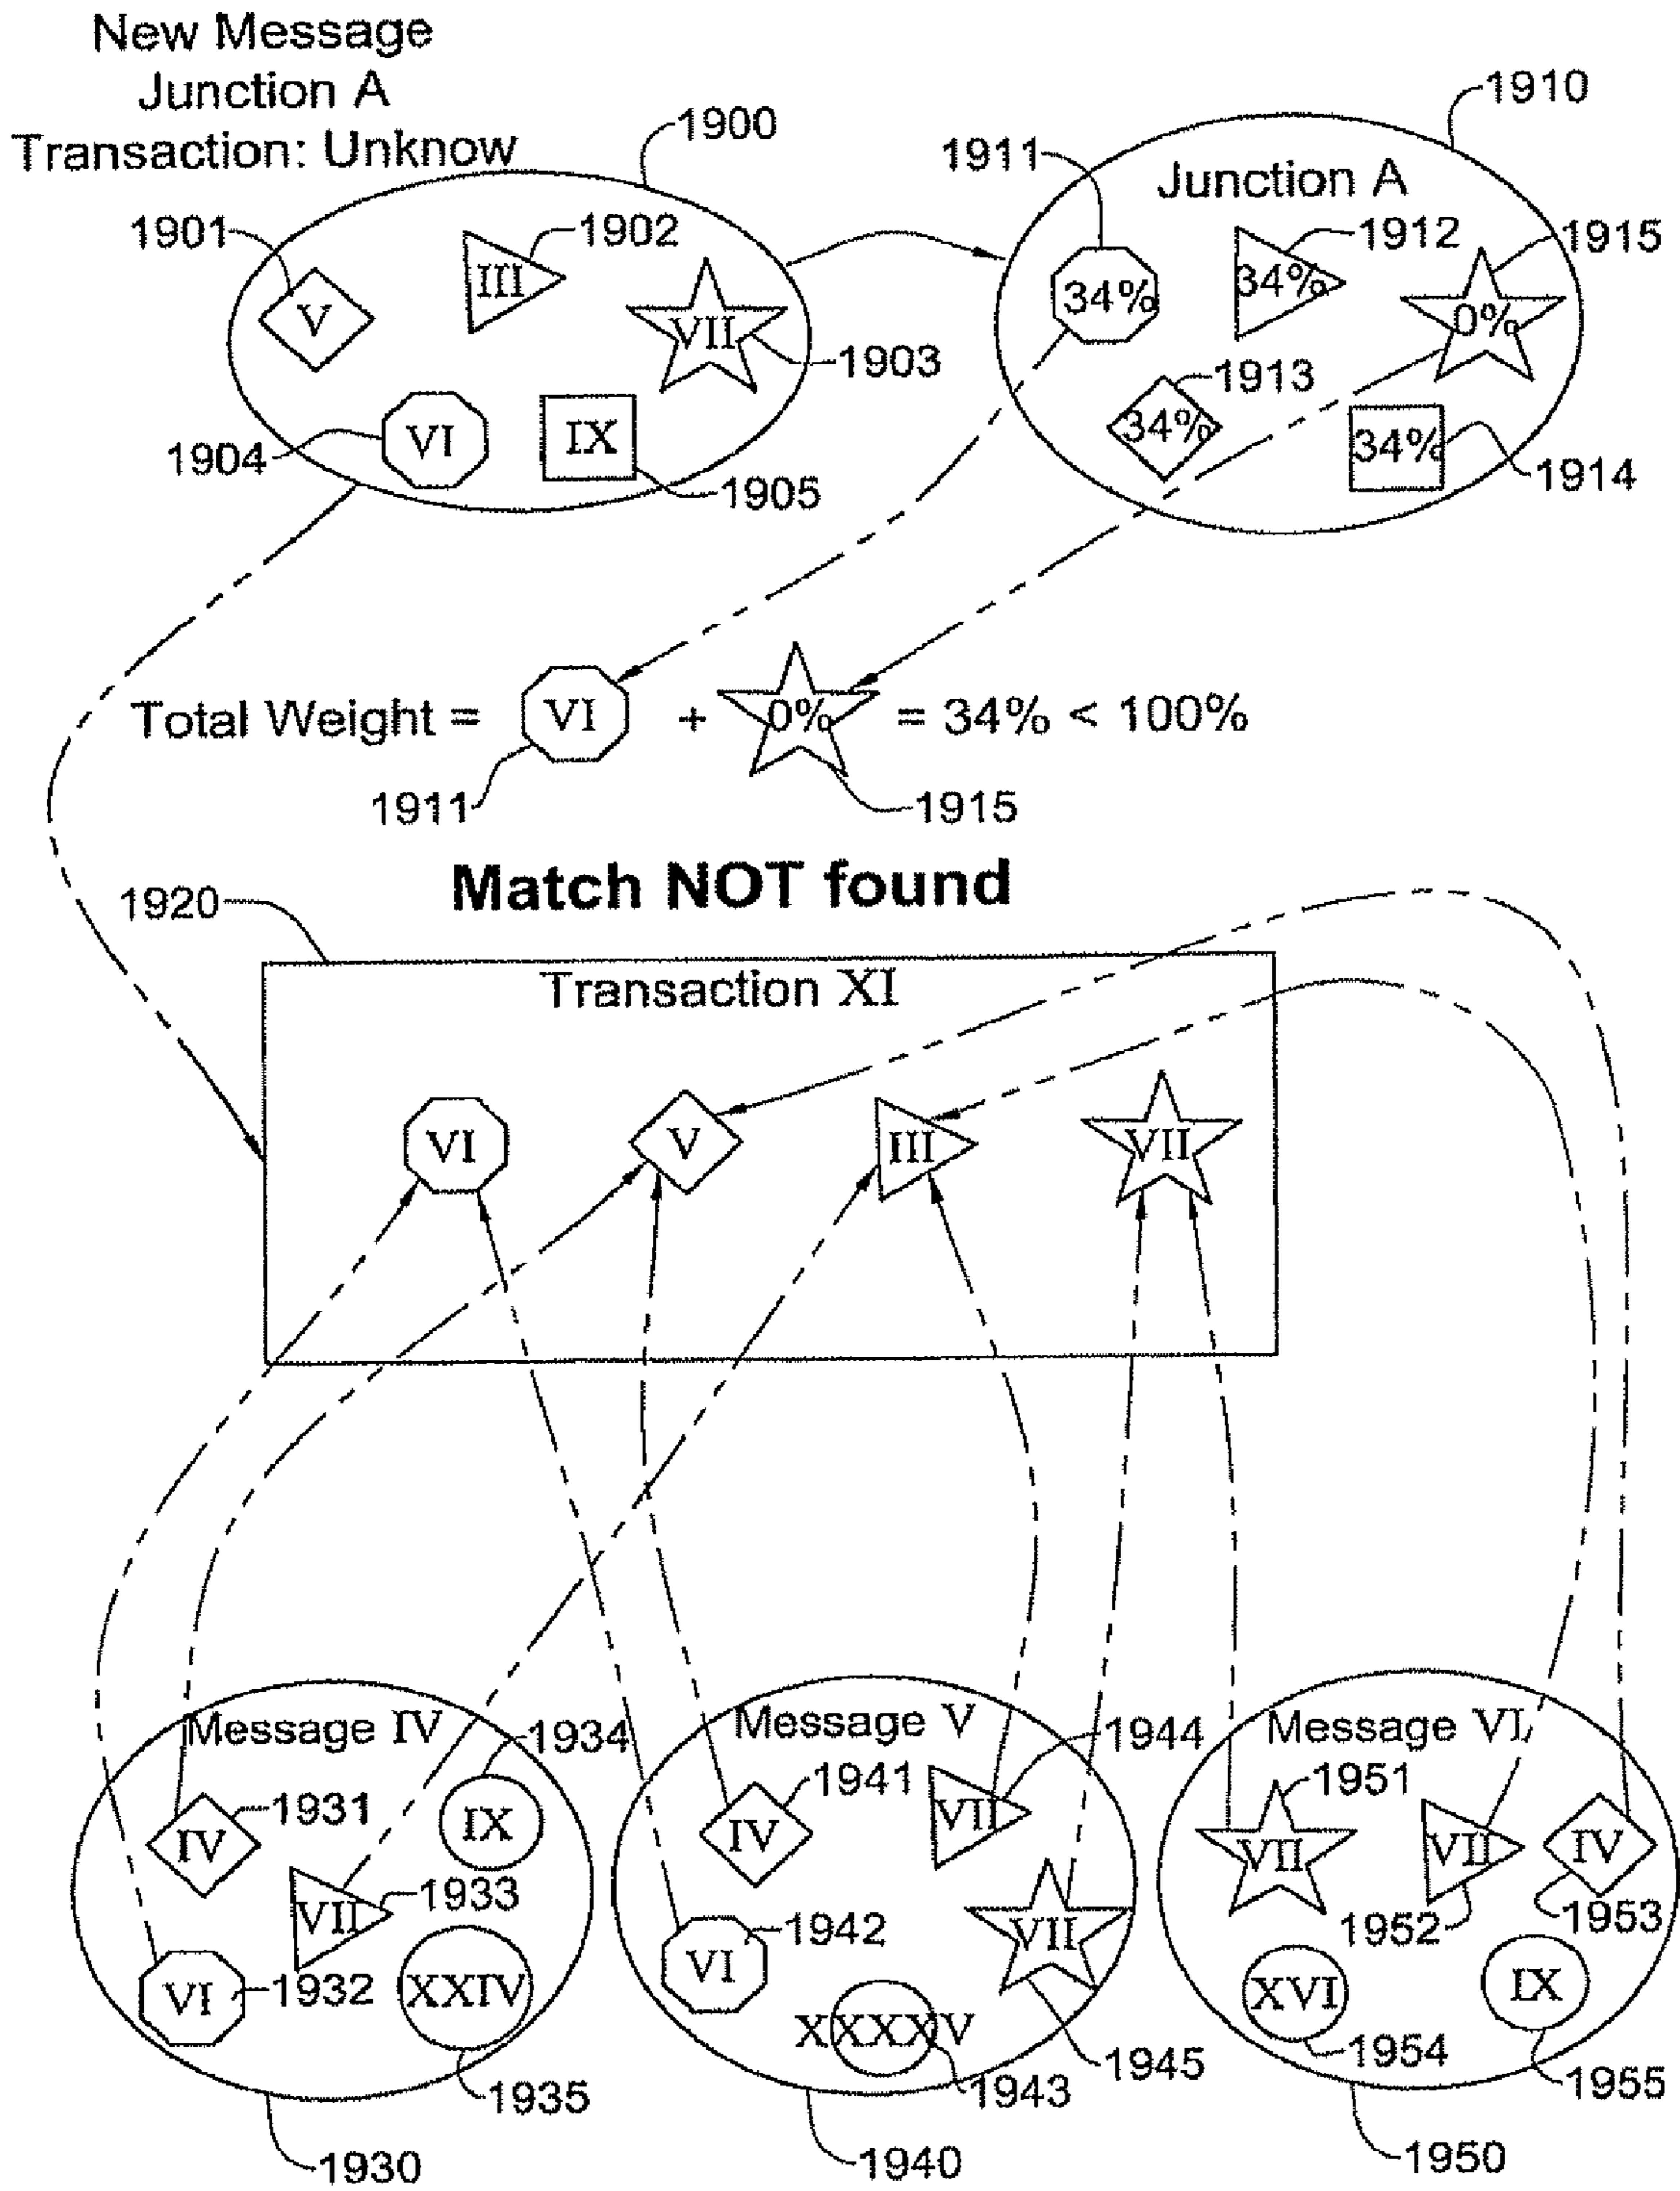 New Message
Junction A
Transaction: Unknow
1900
1910
1911
Junction A
1901
1902
1912
1915
V
III
VII
34%
34%
0%
1903
1913
VI
IX
34%
34%
1904
1905
1914
Total Weight = VI + 0% = 34% < 100%
1911
1915
Match NOT found
1920
Transaction XI
VI
V
III
VII
Message IV
1934
Message V
1944
Message VI
1931
IX
1941
1951
IV
IV
VII
VII
VII
IV
1933
VII
1942
VII
1952
1953
VI
1932
XXIV
VI
XXXXV
XVI
IX
1935
1943
1945
1954
1955
1930
1940
1950